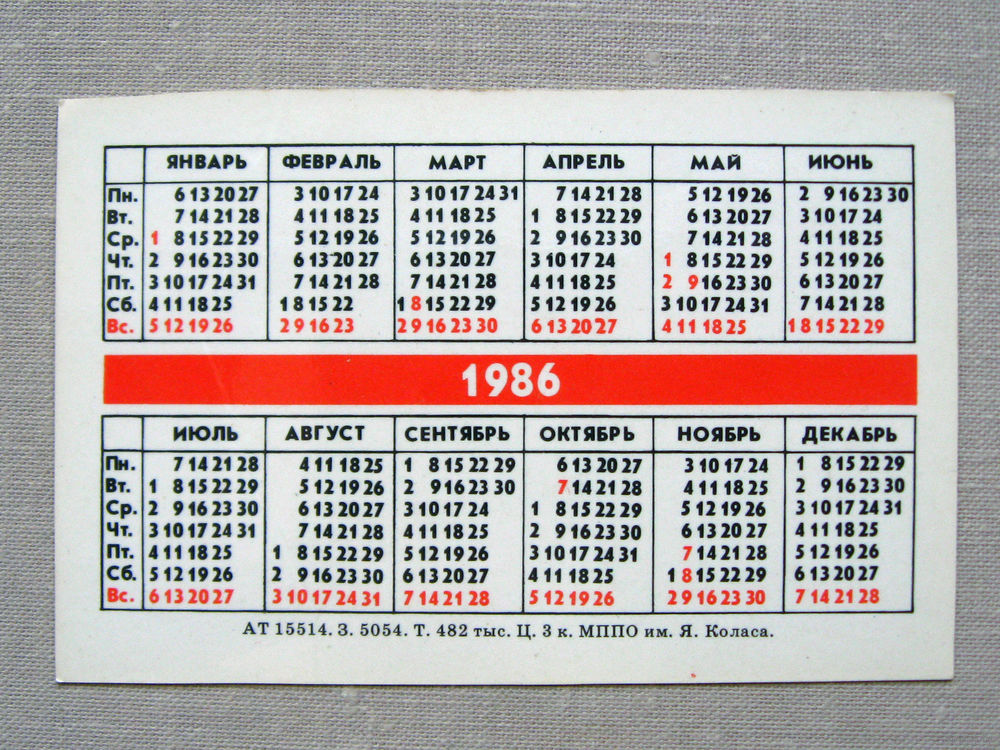 ЯНВАРЬ ФЕВРАЛЬ МАРТ АПРЕЛЬ МАЙ ИЮНЬ
Пн. 6 13 20 27 3 10 17 24 3 10 17 24 31 7 14 21 28 5 12 19 26 2 9 16 23 30
Вт. 7 14 21 28 4 11 18 25 4 11 18 25 1 8 15 22 29 6 13 20 27 3 10 17 24
Ср. 1 8 15 22 29 5 12 19 26 5 12 19 26 2 9 16 23 30 7 14 21 28 4 11 18 25
Чт. 2 9 16 23 30 6 13 20 27 6 13 20 27 3 10 17 24 1 8 15 22 29 5 12 19 26
Пт. 3 10 17 24 31 7 14 21 28 7 14 21 28 4 11 18 25 2 9 16 23 30 6 13 20 27
Сб. 4 11 18 25 1 8 15 22 1 8 15 22 29 5 12 19 26 3 10 17 24 31 7 14 21 28
Вс. 5 12 19 26 2 9 16 23 2 9 16 23 30 6 13 20 27 4 11 18 25 1 8 15 22 29
1986
ИЮЛЬ АВГУСТ СЕНТЯБРЬ ОКТЯБРЬ НОЯБРЬ ДЕКАБРЬ
Пн. 7 14 21 28 4 11 18 25 1 8 15 22 29 6 13 20 27 3 10 17 24 1 8 15 22 29
Вт. 1 8 15 22 29 5 12 19 26 2 9 16 23 30 7 14 21 28 4 11 18 25 2 9 16 23 30
Ср. 2 9 16 23 30 6 13 20 27 3 10 17 24 1 8 15 22 29 5 12 19 26 3 10 17 24 31
Чт. 3 10 17 24 31 7 14 21 28 4 11 18 25 2 9 16 23 30 6 13 20 27 4 11 18 25
Пт. 4 11 18 25 1 8 15 22 29 5 12 19 26 3 10 17 24 31 7 14 21 28 5 12 19 26
Сб. 5 12 19 26 2 9 16 23 30 6 13 20 27 4 11 18 25 1 8 15 22 29 6 13 20 27
Вс. 6 13 20 27 3 10 17 24 31 7 14 21 28 5 12 19 26 2 9 16 23 30 7 14 21 28
АТ 15514. З. 5054. Т. 482 тыс. Ц. 3 к. МППО им. Я. Коласа.